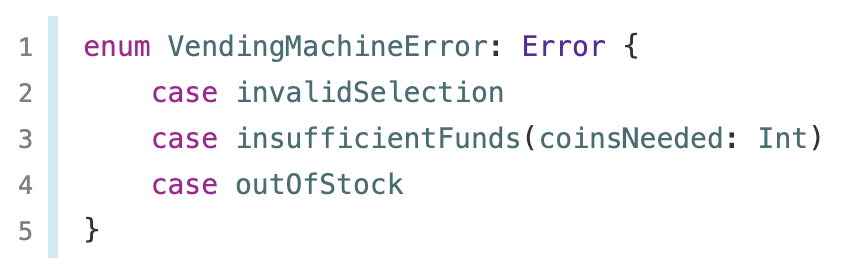 1 enum VendingMachineError: Error {
2     case invalidSelection
3     case insufficientFunds(coinsNeeded: Int)
4     case outOfStock
5 }